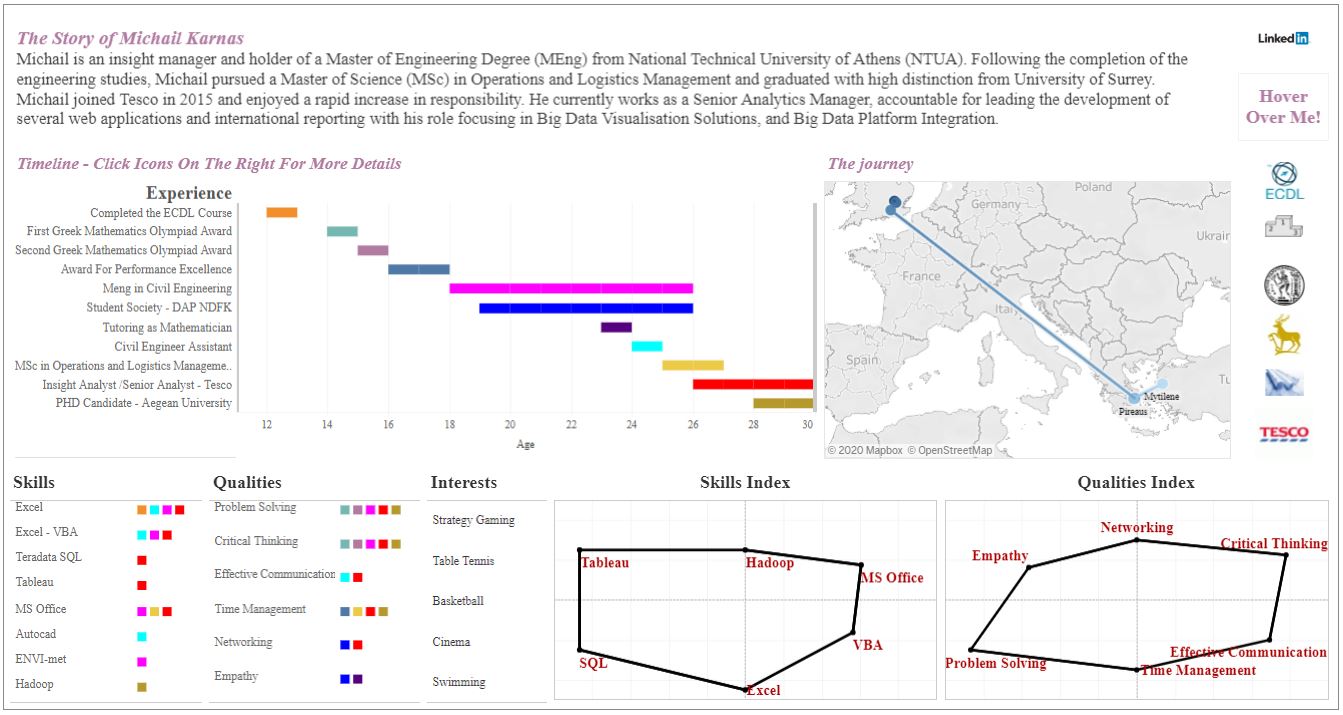 The Story of Michail Karnas
Michail is an insight manager and holder of a Master of Engineering Degree (MEng) from National Technical University of Athens (NTUA). Following the completion of the
engineering studies, Michail pursued a Master of Science (MSc) in Operations and Logistics Management and graduated with high distinction from University of Surrey.
Michail joined Tesco in 2015 and enjoyed a rapid increase in responsibility. He currently works as a Senior Analytics Manager, accountable for leading the development of
several web applications and international reporting with his role focusing in Big Data Visualisation Solutions, and Big Data Platform Integration.
Linked in
Hover
Over Me!
Timeline - Click Icons On The Right For More Details
Experience
Completed the ECDL Course
First Greek Mathematics Olympiad Award
Second Greek Mathematics Olympiad Award
Award For Performance Excellence
Meng in Civil Engineering
Student Society - DAP NDFK
Tutoring as Mathematician
Civil Engineer Assistant
MSc in Operations and Logistics Manageme..
Insight Analyst /Senior Analyst - Tesco
PHD Candidate - Aegean University
12 14 16 18 20 22 24 26 28 30
Age
The journey
Poland
Germany
Ukrair
France
Italy
Spain
Tu
Mytilene
Pireaus
© 2020 Mapbox © OpenStreetMap
ECDL
2 1 3
TESCO
Skills
Excel
Excel - VBA
Teradata SQL
Tableau
MS Office
Autocad
ENVI-met
Hadoop
Qualities
Problem Solving
Critical Thinking
Effective Communication
Time Management
Networking
Empathy
Interests
Strategy Gaming
Table Tennis
Basketball
Cinema
Swimming
Skills Index
Tableau
Hadoop
MS Office
VBA
SQL
Excel
Qualities Index
Networking
Critical Thinking
Empathy
Effective Communication
Problem Solving
Time Management